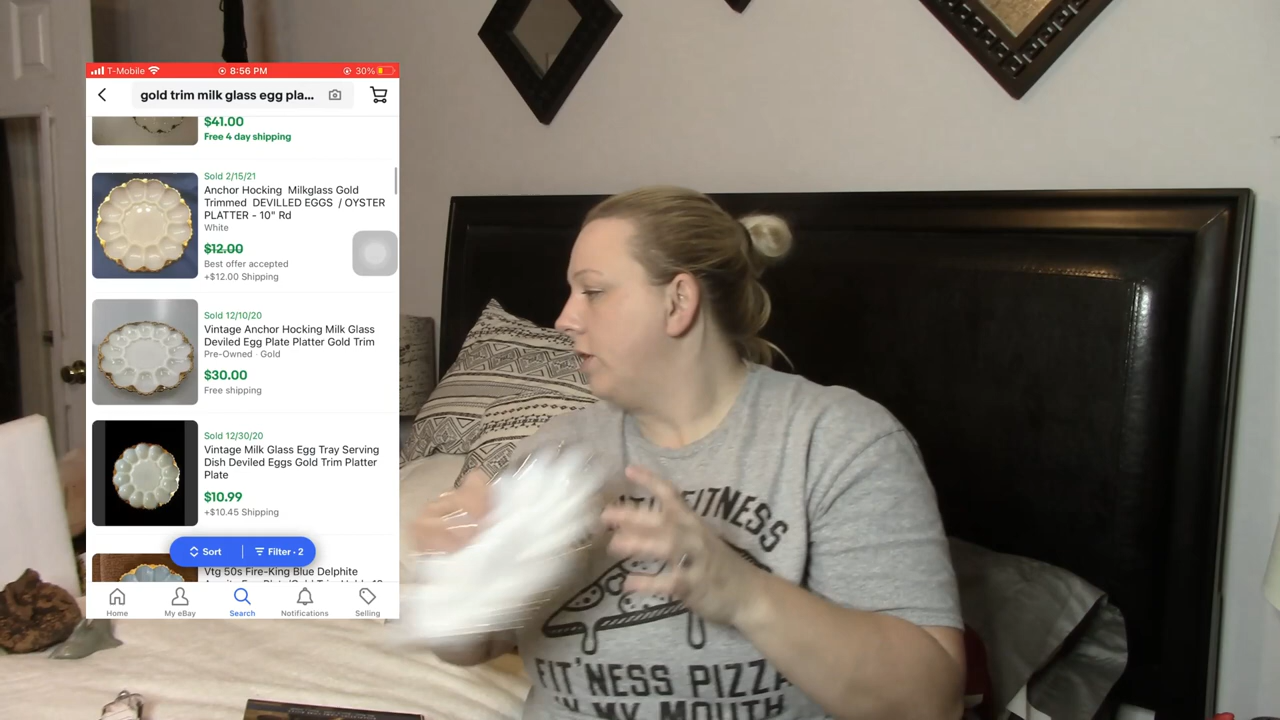 T-Mobile
8:56 PM
30%
gold trim milk glass egg pla...
$41.00
Free 4 day shipping
Sold 2/15/21
Anchor Hocking Milkglass Gold
Trimmed DEVILLED EGGS / OYSTER
PLATTER - 10" Rd
White
$12.00
Best offer accepted
+$12.00 Shipping
Sold 12/10/20
Vintage Anchor Hocking Milk Glass
Deviled Egg Plate Platter Gold Trim
Pre-Owned · Gold
$30.00
Free shipping
Sold 12/30/20
Vintage Milk Glass Egg Tray Serving
Dish Deviled Eggs Gold Trim Platter
Plate
$10.99
+$10.45 Shipping
Sort
Filter · 2
Vtg 50s Fire-King Blue Delphite
Home
My eBay
Search
Notifications
Selling
FITNESS
FIT'NESS PIZZA
MY MOUTH